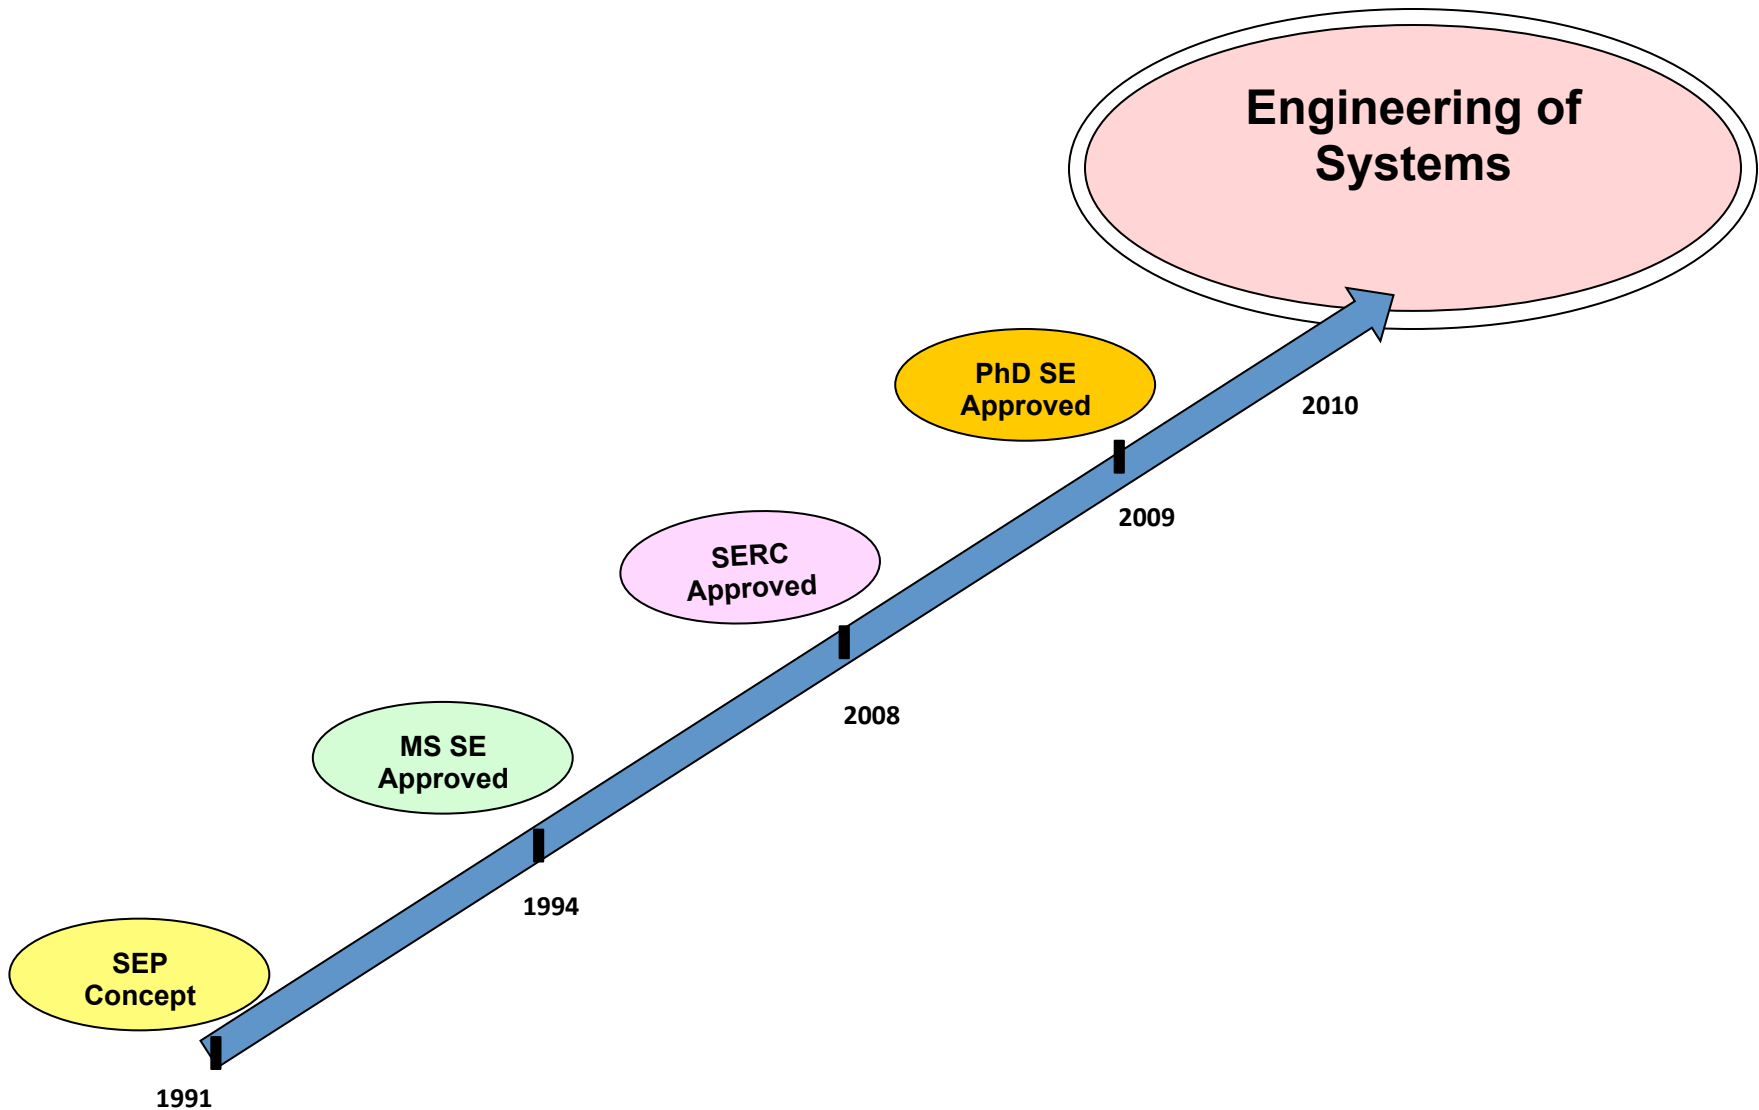 Engineering of
Systems
PhD SE
Approved
2010
2009
SERC
Approved
2008
MS SE
Approved
1994
SEP
Concept
1991